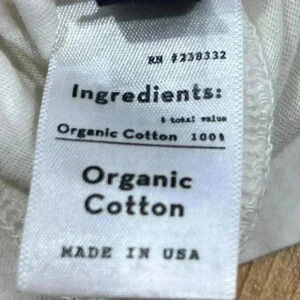 RN #238332
Ingredients:
% total value
Organic Cotton 100%
Organic
Cotton
MADE IN USA